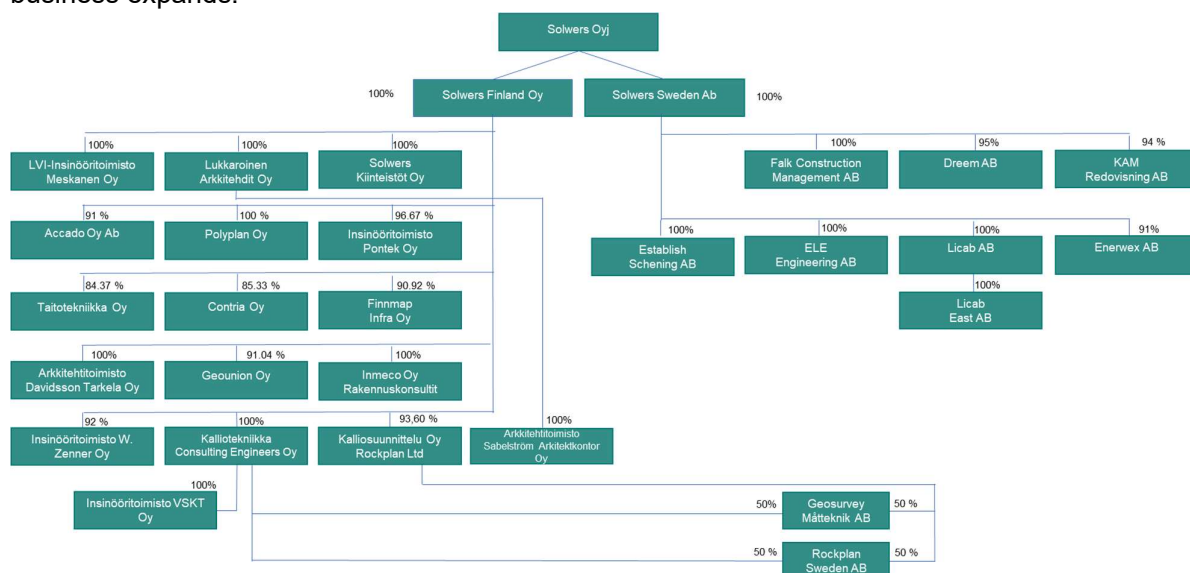 business expands.
Solwers Oyj
100%
Solwers Finland Oy
Solwers Sweden Ab
100%
100%
100%
100%
LVI-Insinööritoimisto
Meskanen Oy
Lukkaroinen
Arkkitehdit Oy
Solwers
Kiinteistöt Oy
100%
95%
94 %
Falk Construction
Management AB
Dreem AB
KAM
Redovisning AB
91 %
100 %
96.67 %
Accado Oy Ab
Polyplan Oy
Insinööritoimisto
Pontek Oy
100%
100%
100%
91%
Establish
Schening AB
ELE
Engineering AB
Licab AB
Enerwex AB
84.37 %
85.33 %
90.92 %
Taitotekniikka Oy
Contria Oy
Finnmap
Infra Oy
100%
Licab
East AB
100%
91.04 %
100%
Arkkitehtitoimisto
Davidsson Tarkela Oy
Geounion Oy
Inmeco Oy
Rakennuskonsultit
92 %
100%
93,60 %
100%
Insinööritoimisto W.
Zenner Oy
Kalliotekniikka
Consulting Engineers Oy
Kalliosuunnittelu Oy
Rockplan Ltd
Arkkitehtitoimisto
Sabelström Arkitektkontor
Oy
100%
Insinööritoimisto VSKT
Oy
50%
Geosurvey
Måtteknik AB
50 %
50 %
Rockplan
Sweden AB
50 %